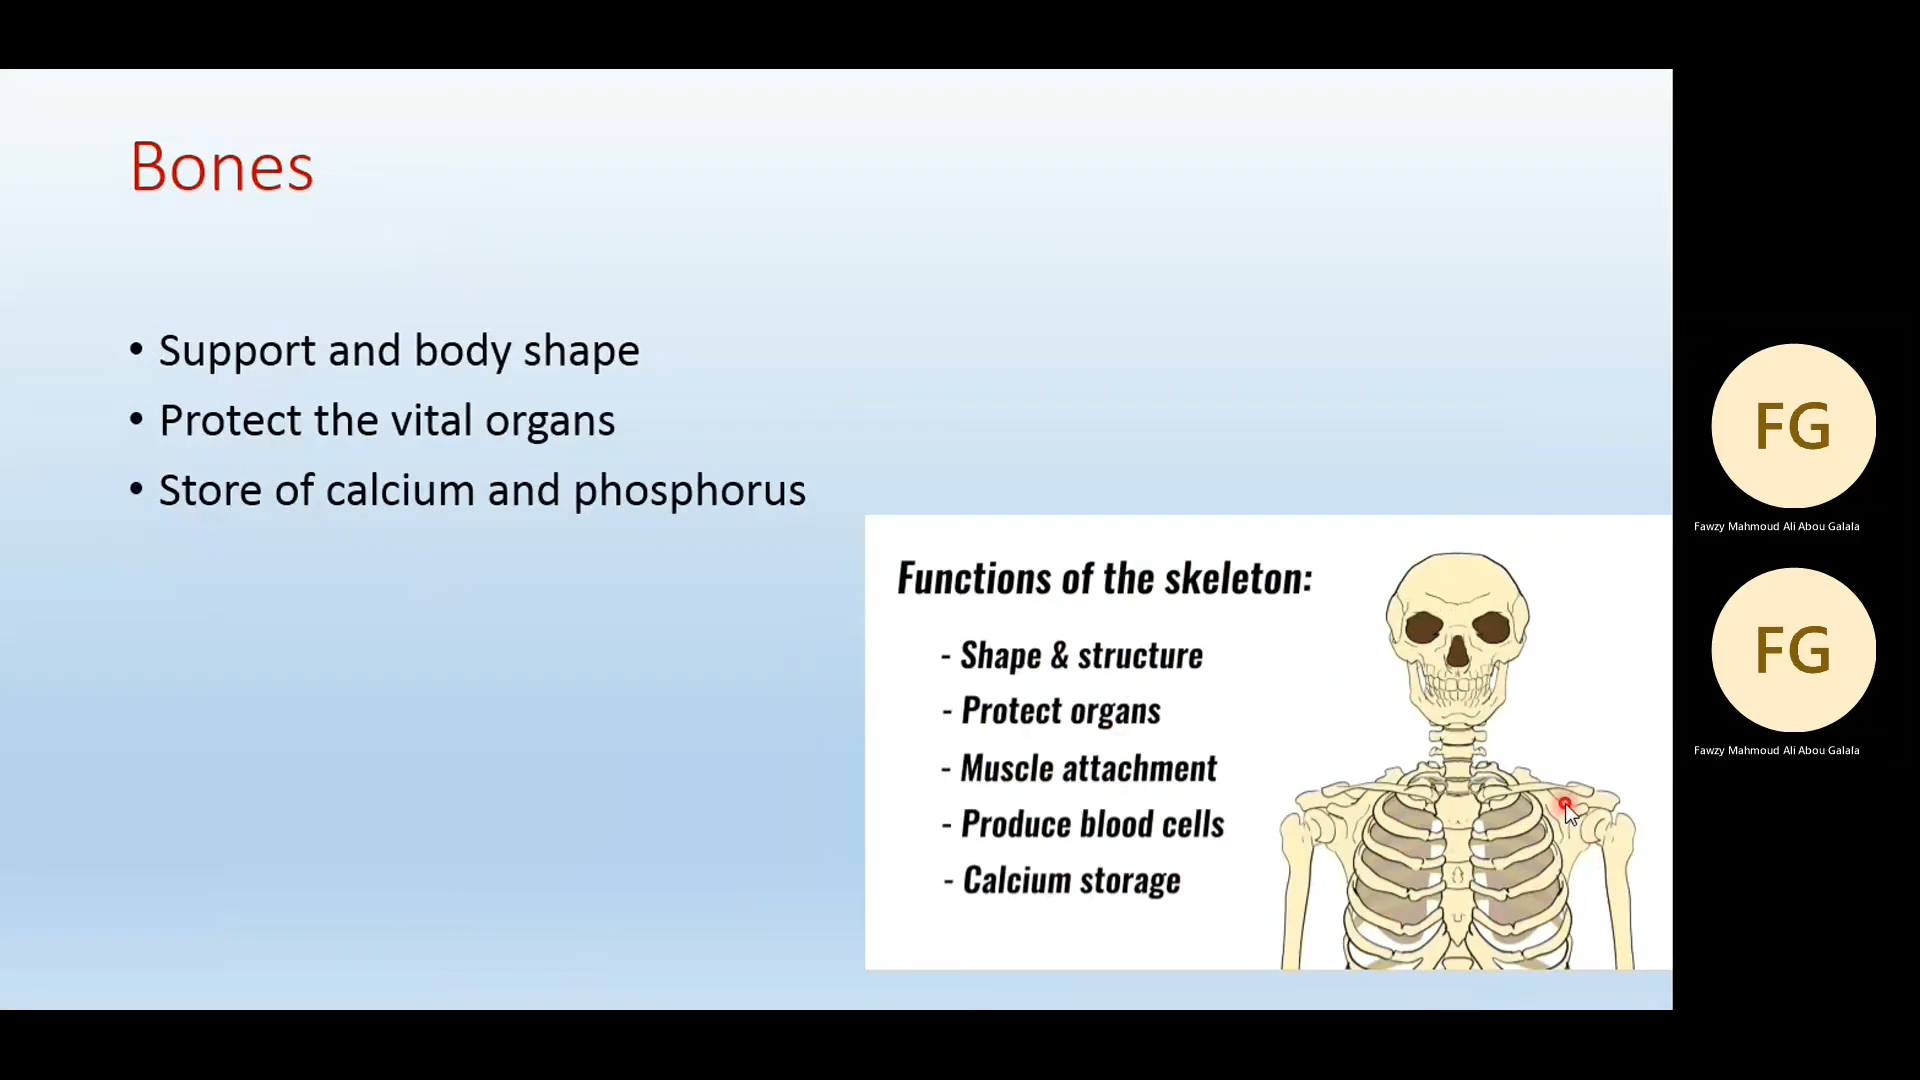 Bones
• Support and body shape
• Protect the vital organs
• Store of calcium and phosphorus
Functions of the skeleton:
- Shape & structure
- Protect organs
- Muscle attachment
- Produce blood cells
- Calcium storage
FG
Fawzy Mahmoud Ali Abou Galala
FG
Fawzy Mahmoud Ali Abou Galala